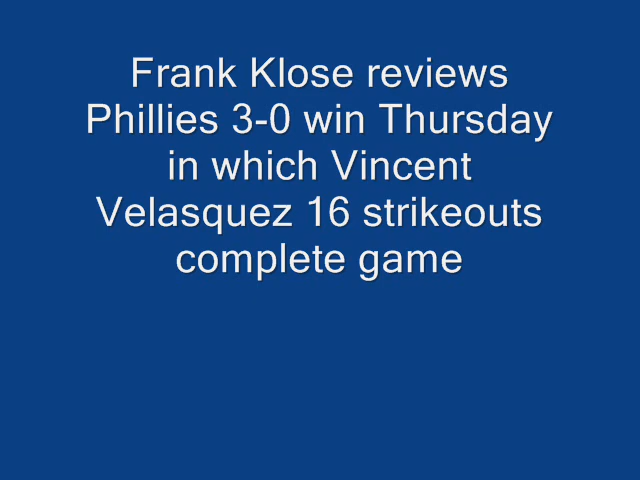 Frank Klose reviews
Phillies 3-0 win Thursday
in which Vincent
Velasquez 16 strikeouts
complete game